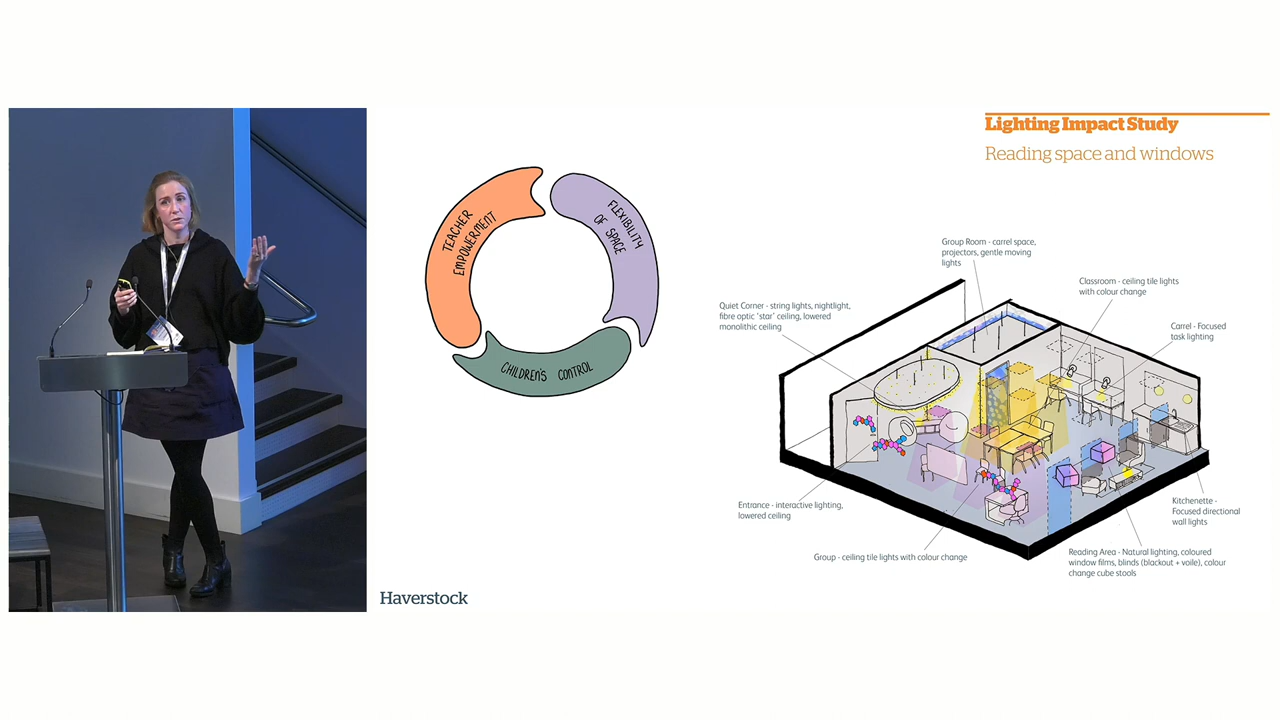 Lighting Impact Study
Reading space and windows
TEACHER
EMPOWERMENT
FLEXIBILITY
OF SPACE
CHILDREN'S CONTROL
Group Room - carrel space,
projectors, gentle moving
lights
Classroom - ceiling tile lights
with colour change
Quiet Corner - string lights, nightlight,
fibre optic 'star' ceiling, lowered
monolithic ceiling
Carrel - Focused
task lighting
Entrance - interactive lighting,
lowered ceiling
Kitchenette -
Focused directional
wall lights
Group - ceiling tile lights with colour change
Reading Area - Natural lighting, coloured
window films, blinds (blackout + voile), colour
change cube stools
Haverstock